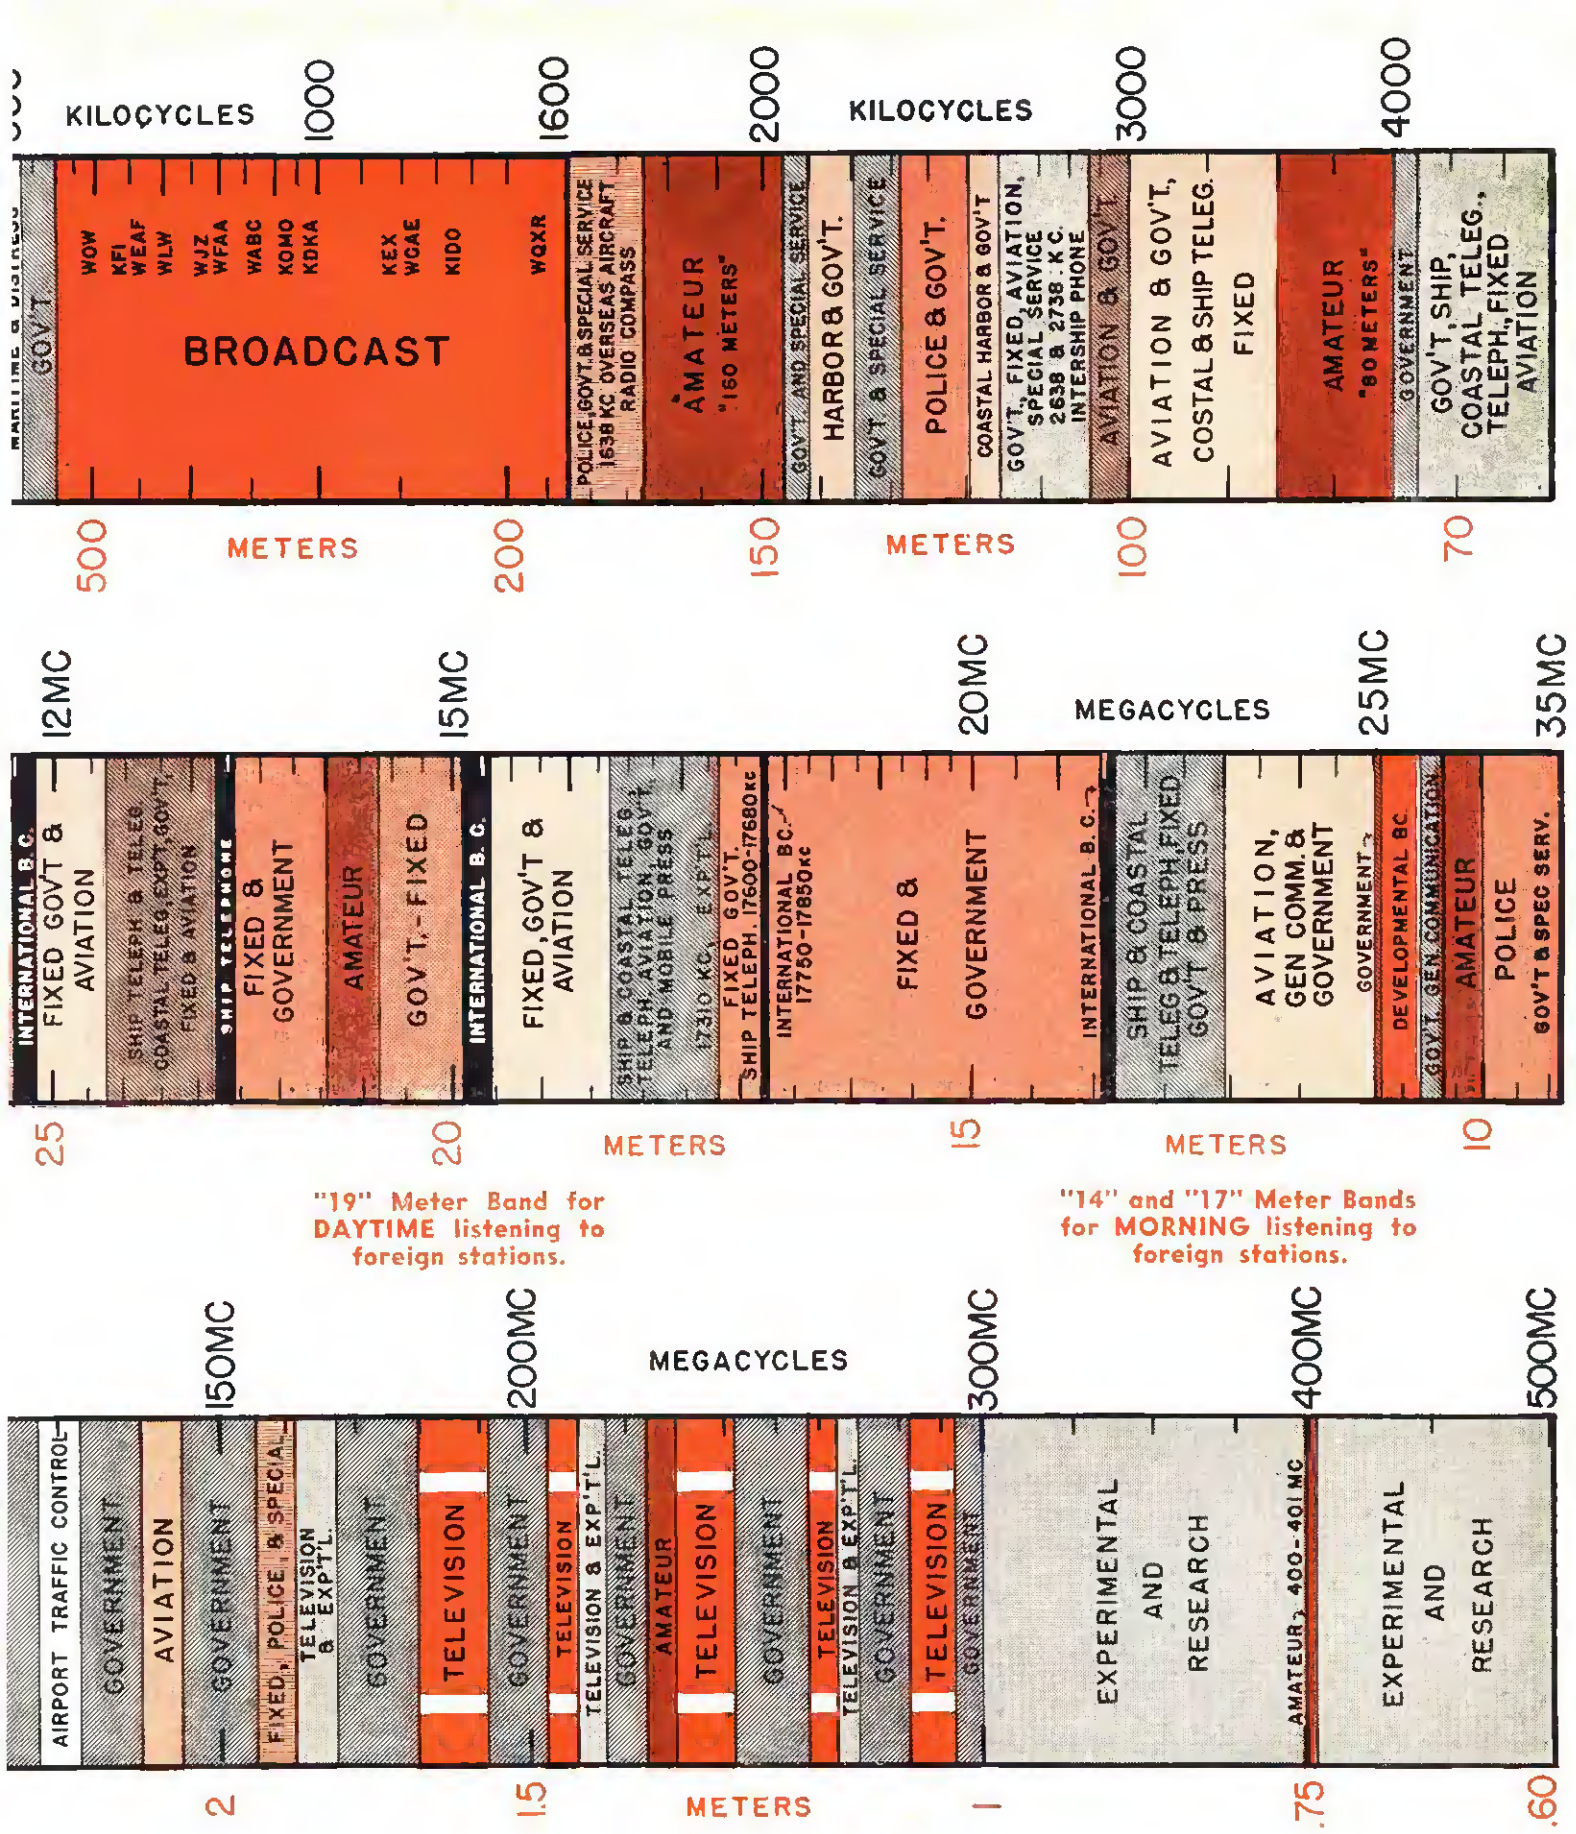 KILOCYCLES
1000
1600
2000
KILOCYCLES
3000
4000
GOV'T.
WOW
KFI
WEAF
WLW
WJZ
WFAA
WABC
KOMO
KDKA
KEX
WCAE
KIDO
WQXR
BROADCAST
POLICE, GOV'T. & SPECIAL SERVICE
1638 KC OVERSEAS AIRCRAFT
RADIO COMPASS
AMATEUR
"160 METERS"
GOV'T. AND SPECIAL SERVICE
HARBOR & GOV'T.
GOV'T. & SPECIAL SERVICE
POLICE & GOV'T.
COASTAL HARBOR & GOV'T
GOV'T., FIXED, AVIATION,
SPECIAL SERVICE
2638 & 2738 KC.
INTERSHIP PHONE
AVIATION & GOV'T.
AVIATION & GOV'T.,
COSTAL & SHIP TELEG.
FIXED
AMATEUR
"80 METERS"
GOVERNMENT
GOV'T, SHIP,
COASTAL TELEG.,
TELEPH., FIXED
AVIATION
500
METERS
200
150
METERS
100
70
12MC
15MC
20MC
MEGACYCLES
25MC
35MC
INTERNATIONAL B. C.
FIXED GOV'T &
AVIATION
SHIP TELEPH & TELEG.
COASTAL TELEG, EXPT, GOV'T,
FIXED & AVIATION
SHIP TELEPHONE
FIXED &
GOVERNMENT
AMATEUR
GOV'T.-FIXED
INTERNATIONAL B. C.
FIXED, GOV'T &
AVIATION
SHIP & COASTAL TELEG,
TELEPH, AVIATION GOV'T,
AND MOBILE PRESS
17310 KC, EXP'T'L.
FIXED GOV'T.
SHIP TELEPH. 17600-17680KC
INTERNATIONAL BC.
17750-17850KC
FIXED &
GOVERNMENT
INTERNATIONAL B. C.
SHIP & COASTAL
TELEG & TELEPH, FIXED
GOV'T & PRESS
AVIATION,
GEN COMM. &
GOVERNMENT
GOVERNMENT
DEVELOPMENTAL BC
GOV'T. GEN. COMMUNICATION
AMATEUR
POLICE
GOV'T & SPEC SERV.
25
20
METERS
15
METERS
10
"19" Meter Band for
DAYTIME listening to
foreign stations.
"14" and "17" Meter Bands
for MORNING listening to
foreign stations.
150MC
200MC
MEGACYCLES
300MC
400MC
500MC
AIRPORT TRAFFIC CONTROL
GOVERNMENT
AVIATION
GOVERNMENT
FIXED, POLICE, & SPECIAL
TELEVISION
& EXP'T'L.
GOVERNMENT
TELEVISION
GOVERNMENT
TELEVISION
TELEVISION & EXP'T'L.
GOVERNMENT
AMATEUR
TELEVISION
GOVERNMENT
TELEVISION
TELEVISION & EXP'T'L.
GOVERNMENT
TELEVISION
GOVERNMENT
EXPERIMENTAL
AND
RESEARCH
AMATEUR, 400-401 MC
EXPERIMENTAL
AND
RESEARCH
2
1.5
METERS
1
.75
.60